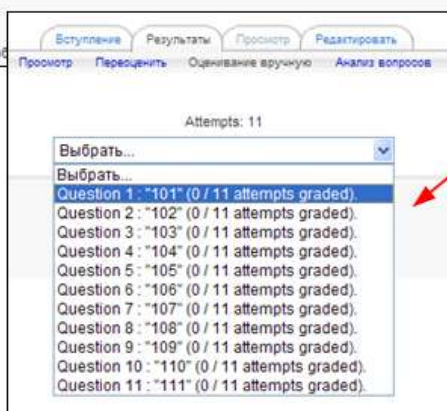 Вступление Результаты Просмотр Редактировать
Просмотр Переоценить Оценивание вручную Анализ вопросов
Attempts: 11
Выбрать...
Выбрать...
Question 1 : "101" (0 / 11 attempts graded).
Question 2 : "102" (0 / 11 attempts graded).
Question 3 : "103" (0 / 11 attempts graded).
Question 4 : "104" (0 / 11 attempts graded).
Question 5 : "105" (0 / 11 attempts graded).
Question 6 : "106" (0 / 11 attempts graded).
Question 7 : "107" (0 / 11 attempts graded).
Question 8 : "108" (0 / 11 attempts graded).
Question 9 : "109" (0 / 11 attempts graded).
Question 10 : "110" (0 / 11 attempts graded).
Question 11 : "111" (0 / 11 attempts graded).